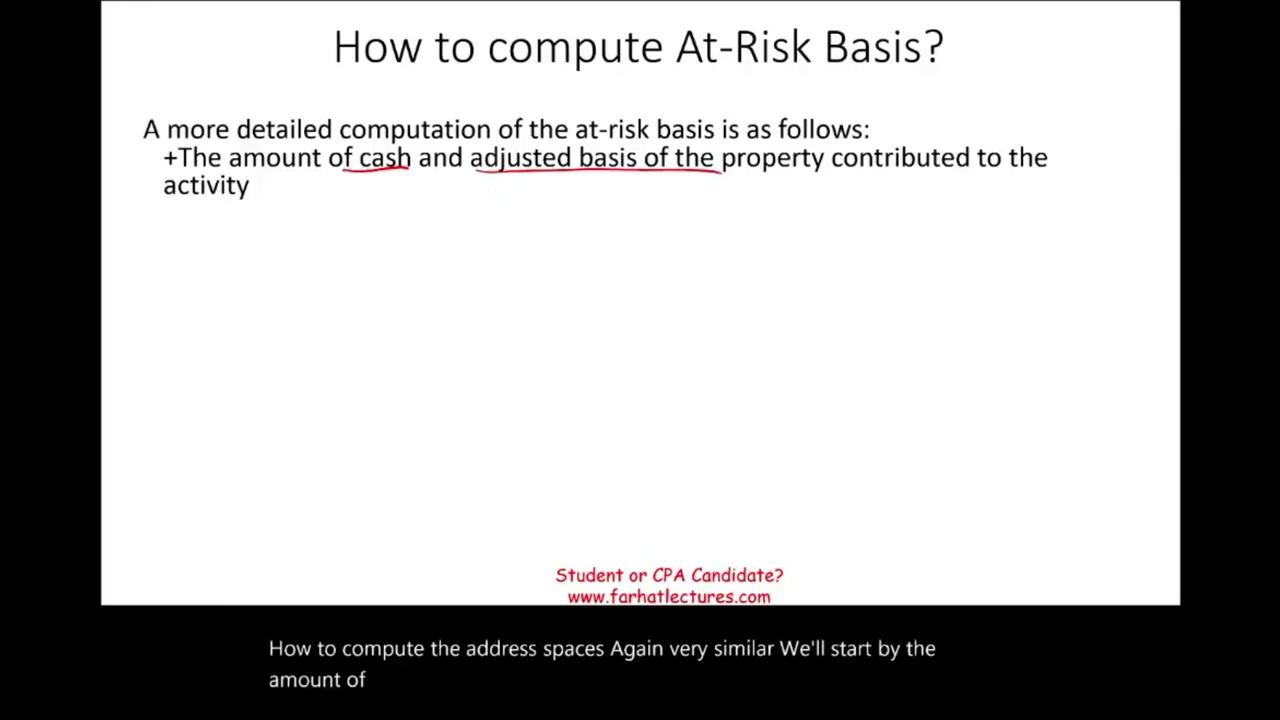 How to compute At-Risk Basis?
A more detailed computation of the at-risk basis is as follows:
+The amount of cash and adjusted basis of the property contributed to the
activity
Student or CPA Candidate?
www.farhatlectures.com
How to compute the address spaces Again very similar We'll start by the
amount of